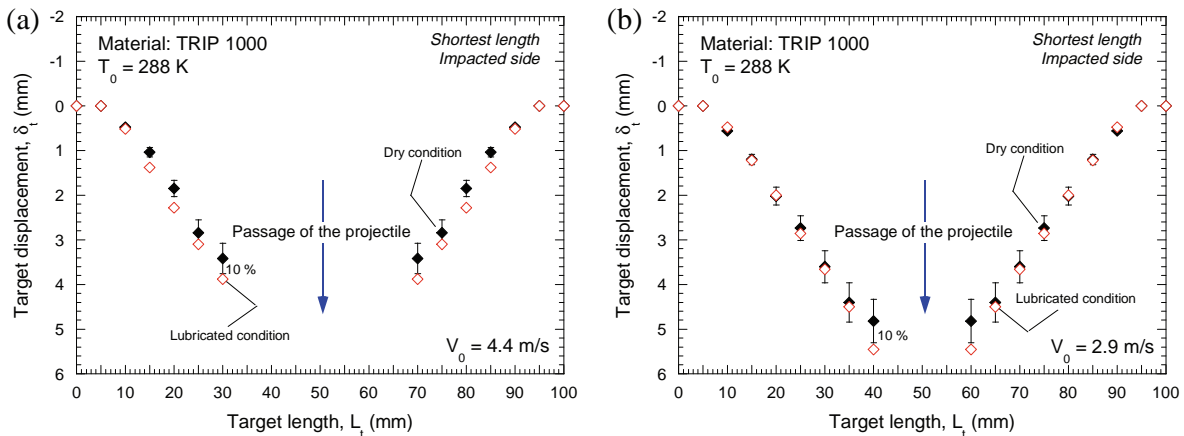 (a)
-2
-1
0
1
2
3
4
5
6
Target displacement, δt (mm)
Material: TRIP 1000
T0 = 288 K
Shortest length
Impacted side
Dry condition
Passage of the projectile
10 %
Lubricated condition
V0 = 4.4 m/s
0 10 20 30 40 50 60 70 80 90 100
Target length, Lt (mm)
(b)
-2
-1
0
1
2
3
4
5
6
Target displacement, δt (mm)
Material: TRIP 1000
T0 = 288 K
Shortest length
Impacted side
Dry condition
Passage of the projectile
Lubricated condition
10 %
V0 = 2.9 m/s
0 10 20 30 40 50 60 70 80 90 100
Target length, Lt (mm)